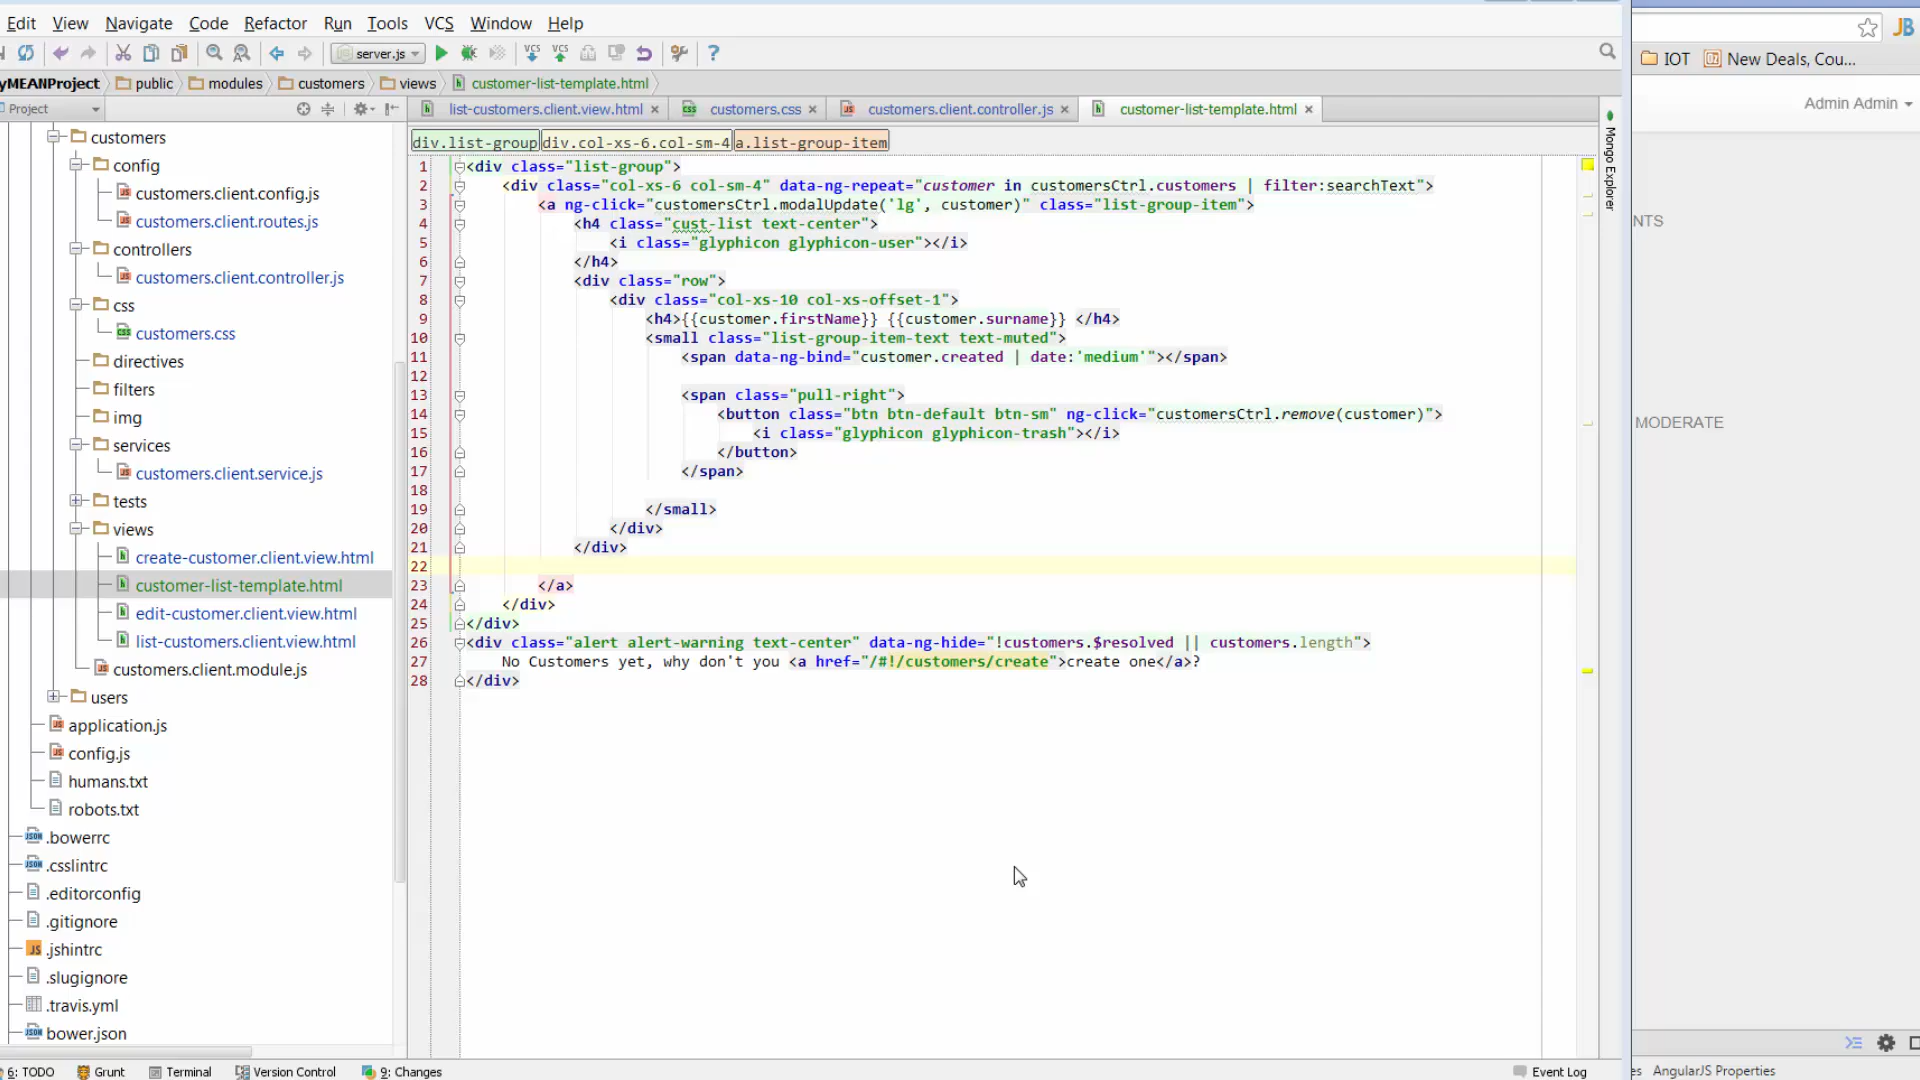 Edit View Navigate Code Refactor Run Tools VCS Window Help
server.js VCS VCS ?
IOT New Deals, Cou...
yMEANProject public modules customers views customer-list-template.html
Project
list-customers.client.view.html customers.css customers.client.controller.js customer-list-template.html
Admin Admin
Mongo Explorer
div.list-group div.col-xs-6.col-sm-4 a.list-group-item
customers
config
customers.client.config.js
customers.client.routes.js
controllers
customers.client.controller.js
css
customers.css
directives
filters
img
services
customers.client.service.js
tests
views
create-customer.client.view.html
customer-list-template.html
edit-customer.client.view.html
list-customers.client.view.html
customers.client.module.js
users
application.js
config.js
humans.txt
robots.txt
.bowerrc
.csslintrc
.editorconfig
.gitignore
.jshintrc
.slugignore
.travis.yml
bower.json
1 <div class="list-group">
2 <div class="col-xs-6 col-sm-4" data-ng-repeat="customer in customersCtrl.customers | filter:searchText">
3 <a ng-click="customersCtrl.modalUpdate('lg', customer)" class="list-group-item">
4 <h4 class="cust-list text-center">
5 <i class="glyphicon glyphicon-user"></i>
6 </h4>
7 <div class="row">
8 <div class="col-xs-10 col-xs-offset-1">
9 <h4>{{customer.firstName}} {{customer.surname}} </h4>
10 <small class="list-group-item-text text-muted">
11 <span data-ng-bind="customer.created | date:'medium'"></span>
12
13 <span class="pull-right">
14 <button class="btn btn-default btn-sm" ng-click="customersCtrl.remove(customer)">
15 <i class="glyphicon glyphicon-trash"></i>
16 </button>
17 </span>
18
19 </small>
20 </div>
21 </div>
22
23 </a>
24 </div>
25 </div>
26 <div class="alert alert-warning text-center" data-ng-hide="!customers.$resolved || customers.length">
27 No Customers yet, why don't you <a href="/#!/customers/create">create one</a>?
28 </div>
NTS
MODERATE
6: TODO Grunt Terminal Version Control 9: Changes Event Log
es AngularJS Properties